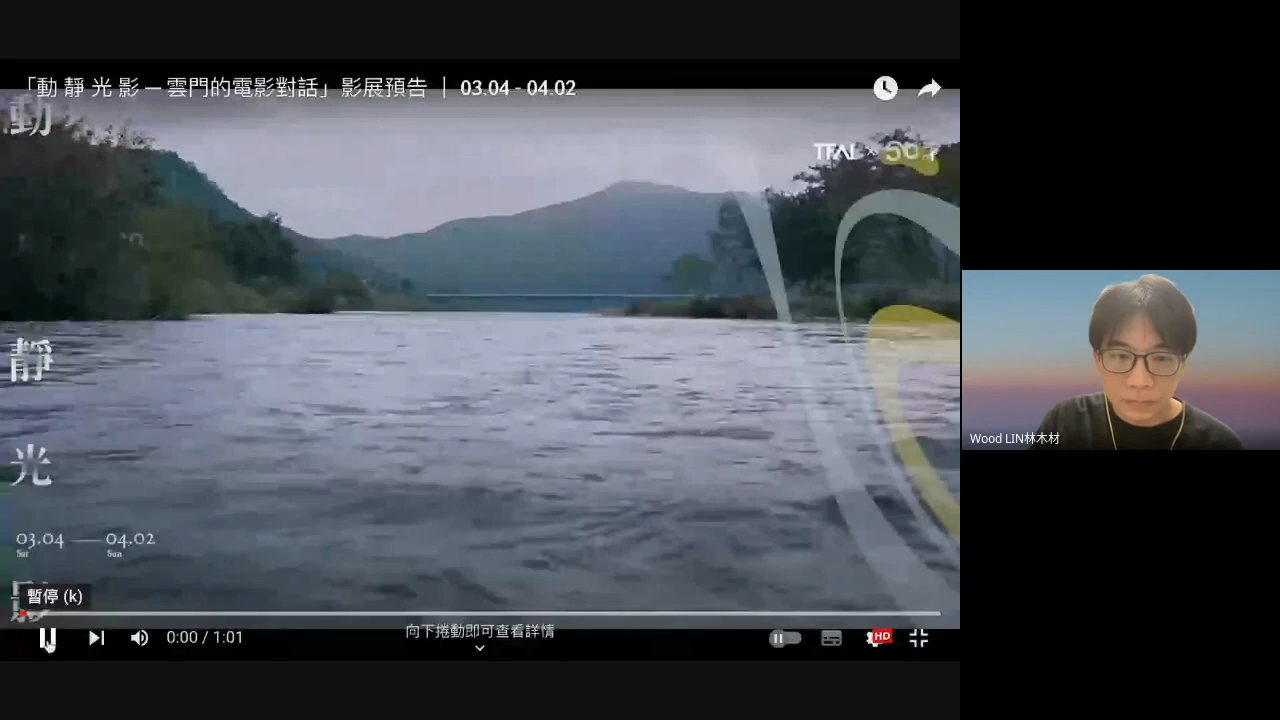 「動 靜 光 影 — 雲門的電影對話」影展預告 │ 03.04 - 04.02
動
靜
光
影
03.04 — 04.02
Sat Sun
暫停 (k)
0:00 / 1:01
向下捲動即可查看詳情
HD
Wood LIN林木材